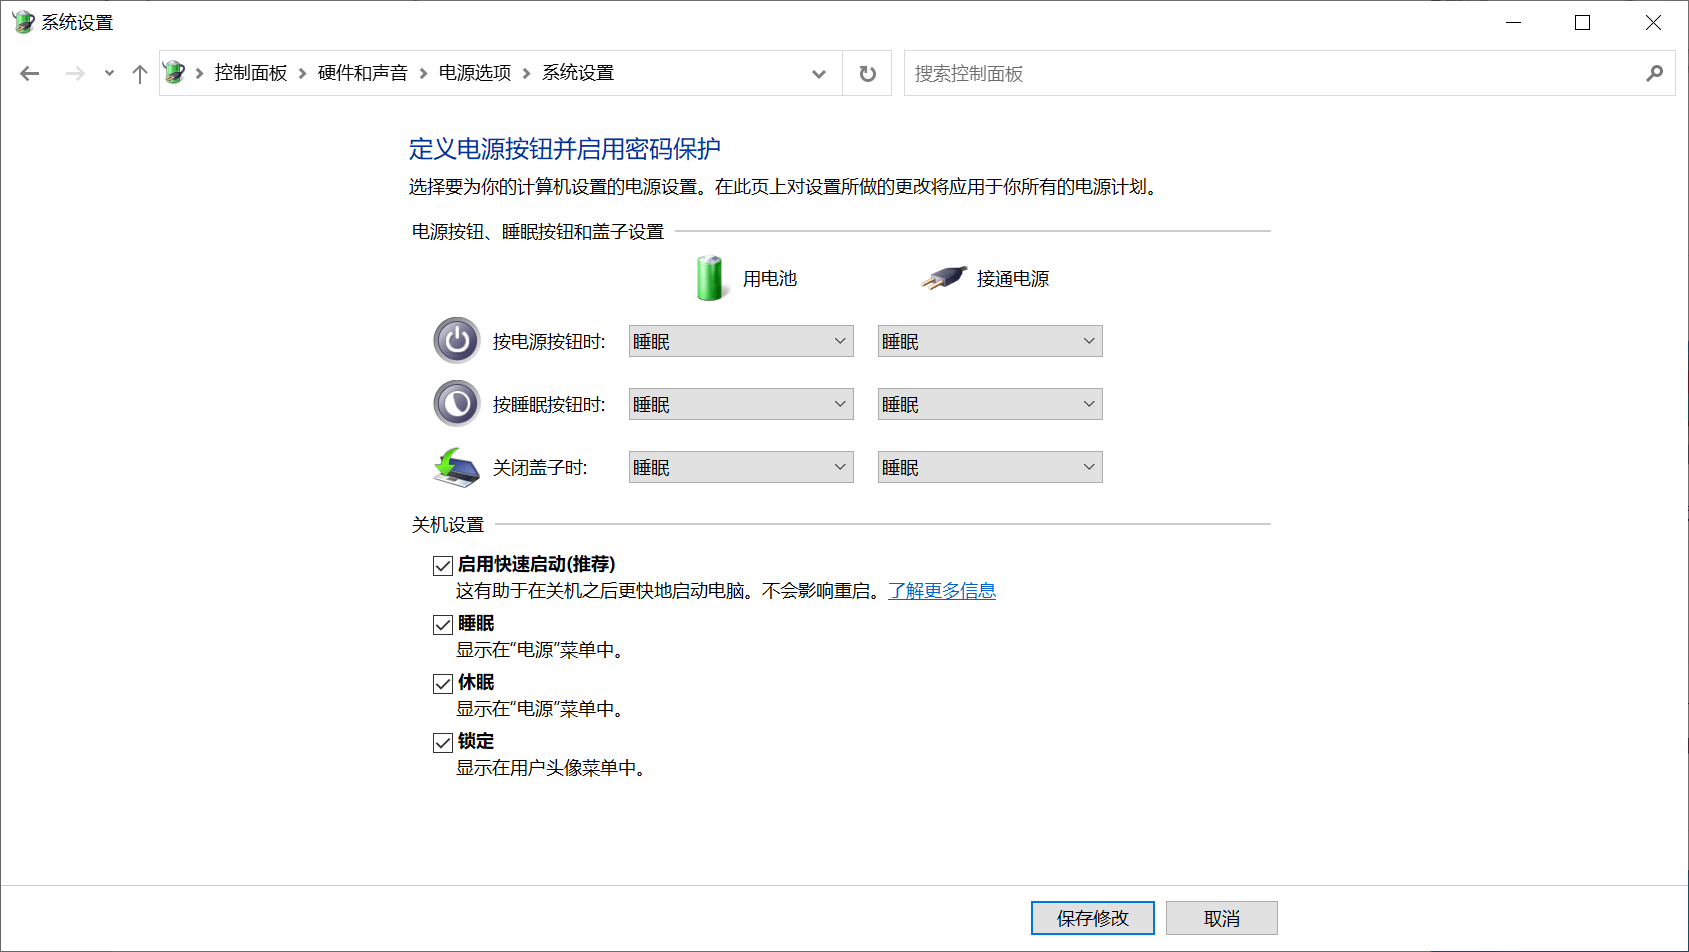 系统设置
控制面板 硬件和声音 电源选项 系统设置
搜索控制面板
定义电源按钮并启用密码保护
选择要为你的计算机设置的电源设置。在此页上对设置所做的更改将应用于你所有的电源计划。
电源按钮、睡眠按钮和盖子设置
用电池 接通电源
按电源按钮时: 睡眠 睡眠
按睡眠按钮时: 睡眠 睡眠
关闭盖子时: 睡眠 睡眠
关机设置
启用快速启动(推荐)
这有助于在关机之后更快地启动电脑。不会影响重启。了解更多信息
睡眠
显示在“电源”菜单中。
休眠
显示在“电源”菜单中。
锁定
显示在用户头像菜单中。
保存修改 取消